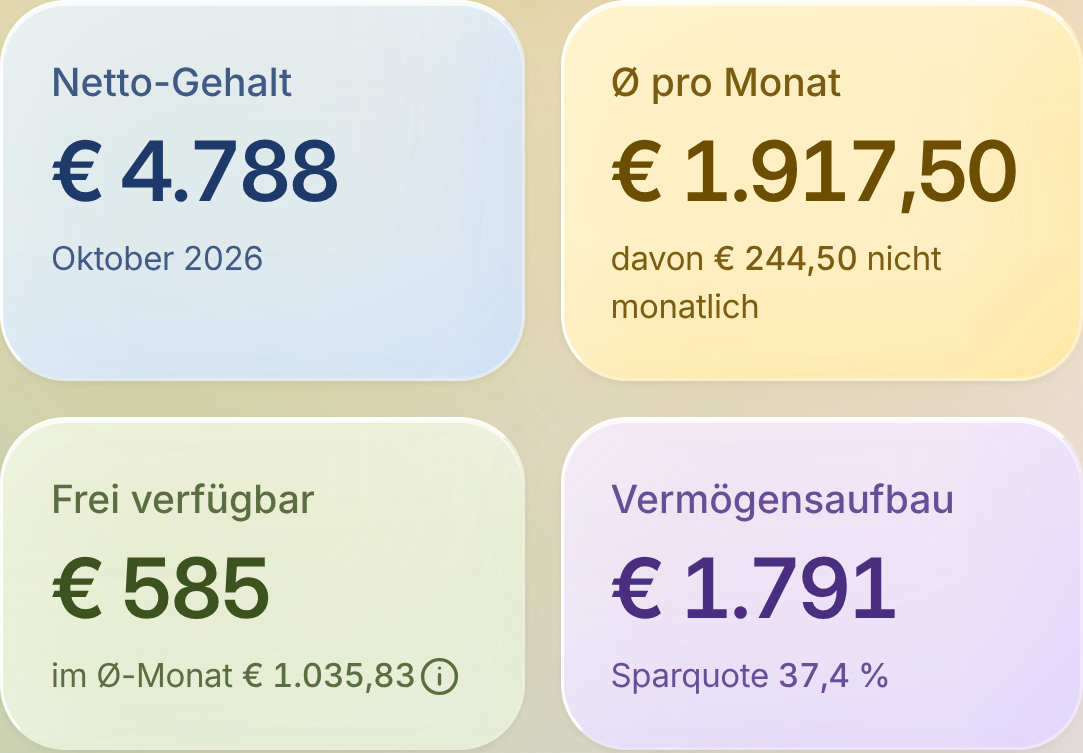 Netto-Gehalt
€ 4.788
Oktober 2026
Ø pro Monat
€ 1.917,50
davon € 244,50 nicht
monatlich
Frei verfügbar
€ 585
im Ø-Monat € 1.035,83
Vermögensaufbau
€ 1.791
Sparquote 37,4 %